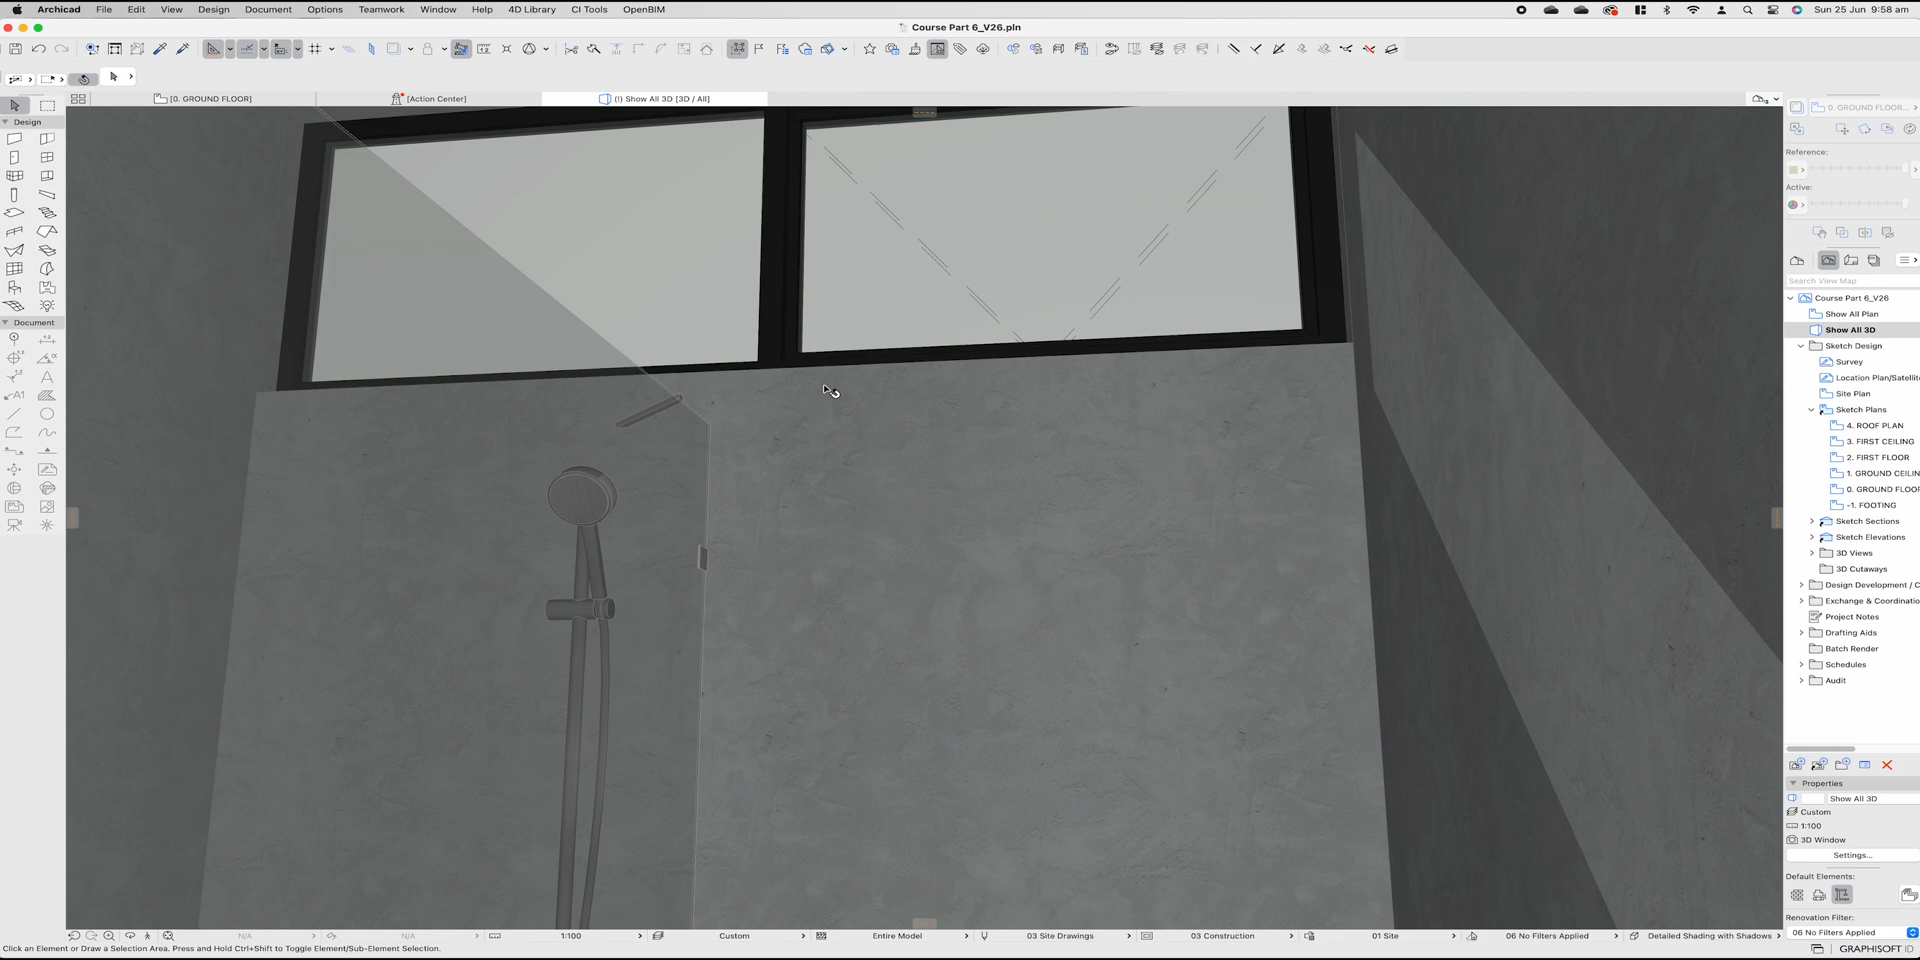 Archicad File Edit View Design Document Options Teamwork Window Help 4D Library CI Tools OpenBIM Sun 25 Jun 9:58 am
Course Part 6_V26.pln
[0. GROUND FLOOR] [Action Center] (!) Show All 3D [3D / All] 0. GROUND FLOOR...
Design
Document
A1
Reference:
Active:
Search View Map
Course Part 6_V26
Show All Plan
Show All 3D
Sketch Design
Survey
Location Plan/Satellit
Site Plan
Sketch Plans
4. ROOF PLAN
3. FIRST CEILING
2. FIRST FLOOR
1. GROUND CEILIN
0. GROUND FLOOF
-1. FOOTING
Sketch Sections
Sketch Elevations
3D Views
3D Cutaways
Design Development / C
Exchange & Coordinatio
Project Notes
Drafting Aids
Batch Render
Schedules
Audit
Properties
Show All 3D
Custom
1:100
3D Window
Settings...
Default Elements:
Renovation Filter:
06 No Filters Applied
N/A N/A 1:100 Custom Entire Model 03 Site Drawings 03 Construction 01 Site 06 No Filters Applied Detailed Shading with Shadows
Click an Element or Draw a Selection Area. Press and Hold Ctrl+Shift to Toggle Element/Sub-Element Selection.
GRAPHISOFT ID